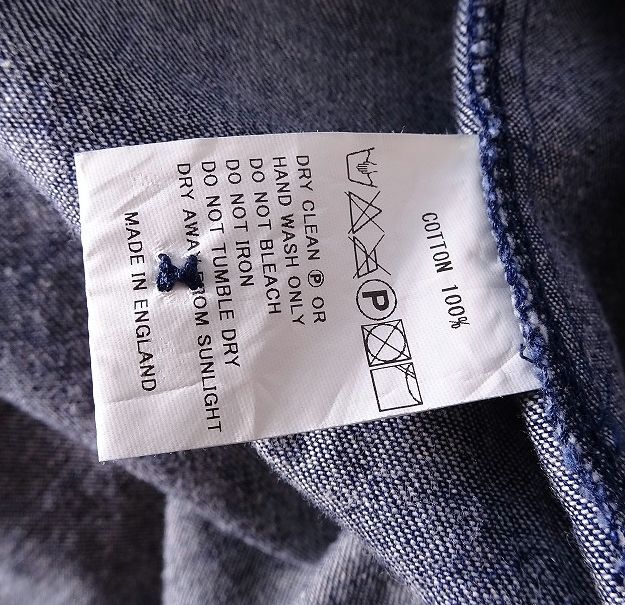 COTTON 100%
P
DRY CLEAN Ⓟ OR
HAND WASH ONLY
DO NOT BLEACH
DO NOT IRON
DO NOT TUMBLE DRY
DRY AWAY FROM SUNLIGHT
MADE IN ENGLAND